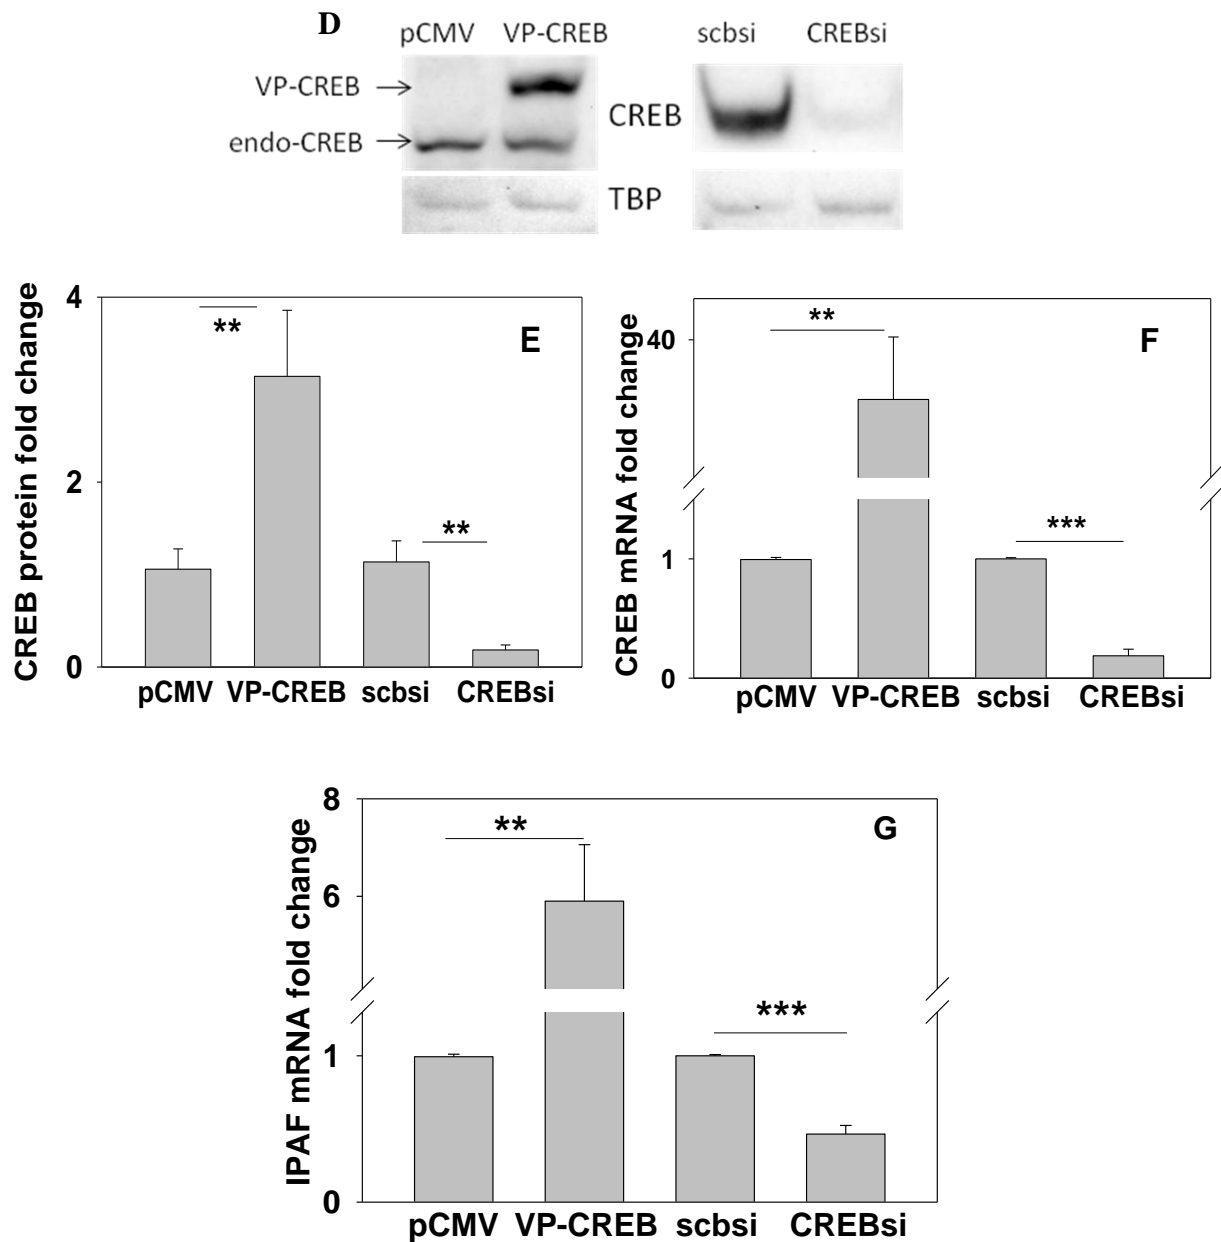 D
pCMV VP-CREB scbsi CREBsi
VP-CREB
CREB
endo-CREB
TBP
4
**
E
CREB protein fold change
2
**
0
pCMV VP-CREB scbsi CREBsi
**
F
40
CREB mRNA fold change
***
1
0
pCMV VP-CREB scbsi CREBsi
8
**
G
6
IPAF mRNA fold change
***
1
0
pCMV VP-CREB scbsi CREBsi